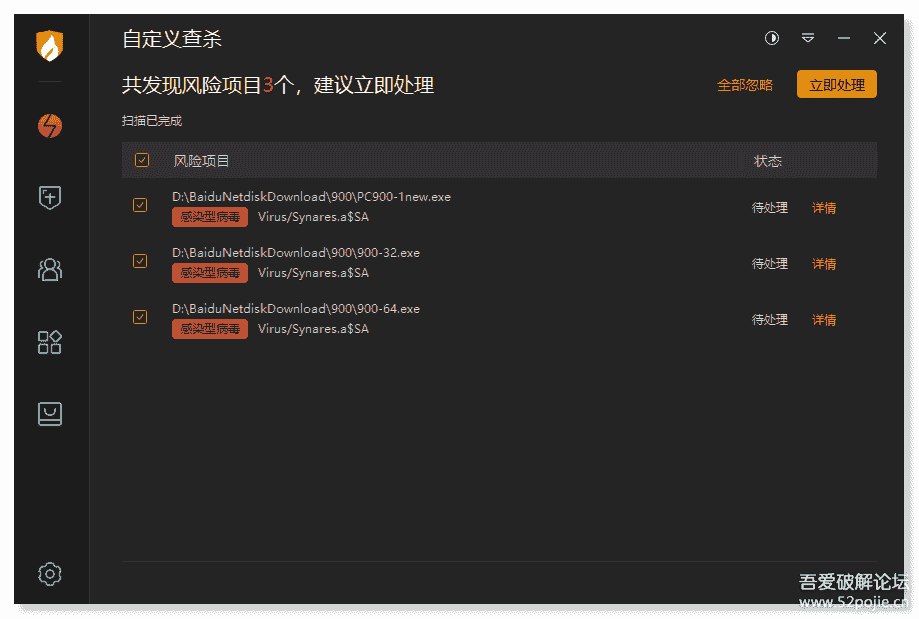 自定义查杀
共发现风险项目3个，建议立即处理
全部忽略
立即处理
扫描已完成
风险项目
状态
D:\BaiduNetdiskDownload\900\PC900-1new.exe
待处理 详情
感染型病毒 Virus/Synares.a$SA
D:\BaiduNetdiskDownload\900\900-32.exe
待处理 详情
感染型病毒 Virus/Synares.a$SA
D:\BaiduNetdiskDownload\900\900-64.exe
待处理 详情
感染型病毒 Virus/Synares.a$SA
吾爱破解论坛
www.52pojie.cn